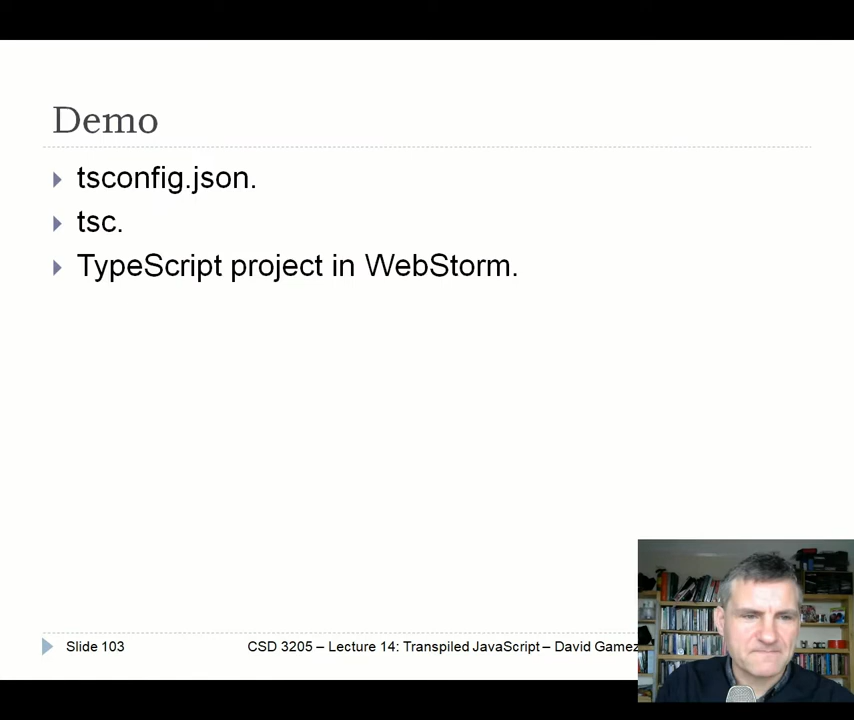 Demo
tsconfig.json.
tsc.
TypeScript project in WebStorm.
Slide 103
CSD 3205 – Lecture 14: Transpiled JavaScript – David Gamez